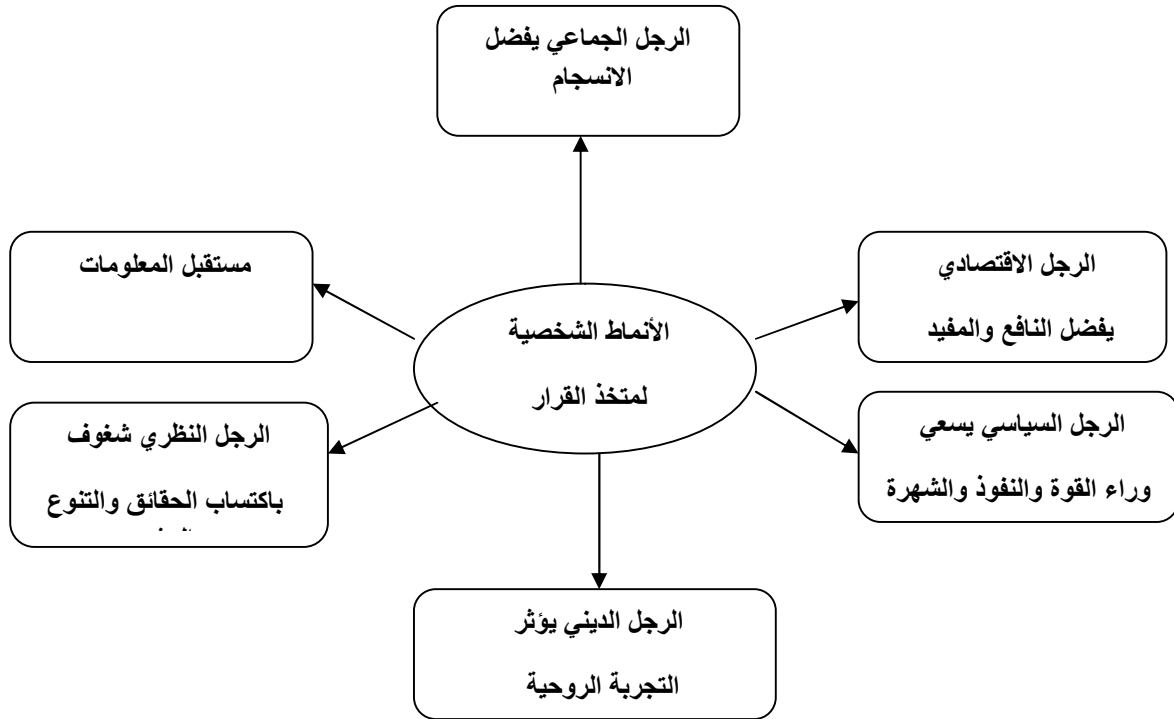 الرجل الجماعي يفضل
الانسجام
الرجل الاقتصادي
يفضل النافع والمفيد
مستقبل المعلومات
الأنماط الشخصية
لمتخذ القرار
الرجل السياسي يسعي
وراء القوة والنفوذ والشهرة
الرجل النظري شغوف
باكتساب الحقائق والتنوع
الرجل الديني يؤثر
التجربة الروحية